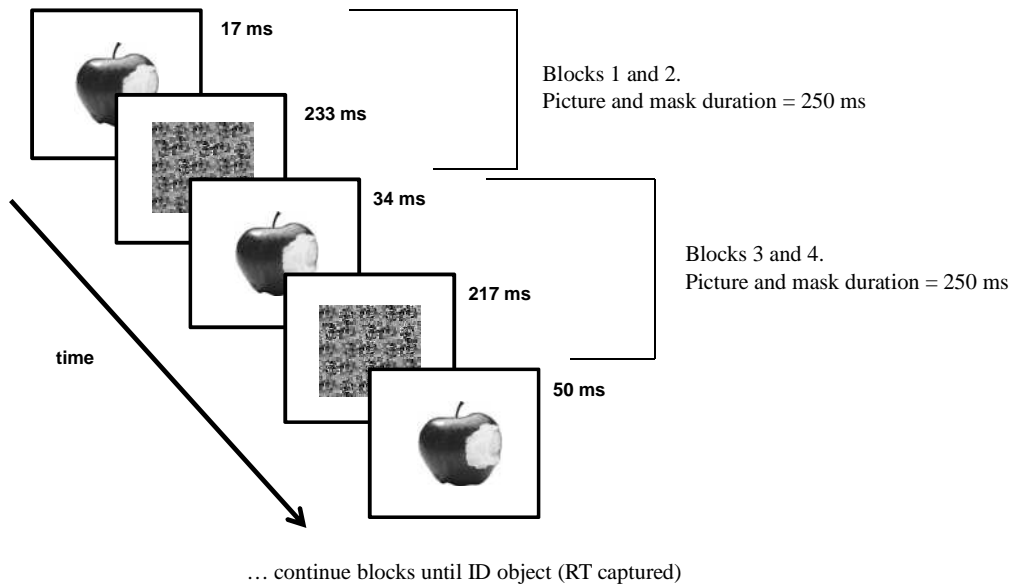 17 ms
Blocks 1 and 2.
Picture and mask duration = 250 ms
233 ms
34 ms
Blocks 3 and 4.
Picture and mask duration = 250 ms
217 ms
time
50 ms
… continue blocks until ID object (RT captured)